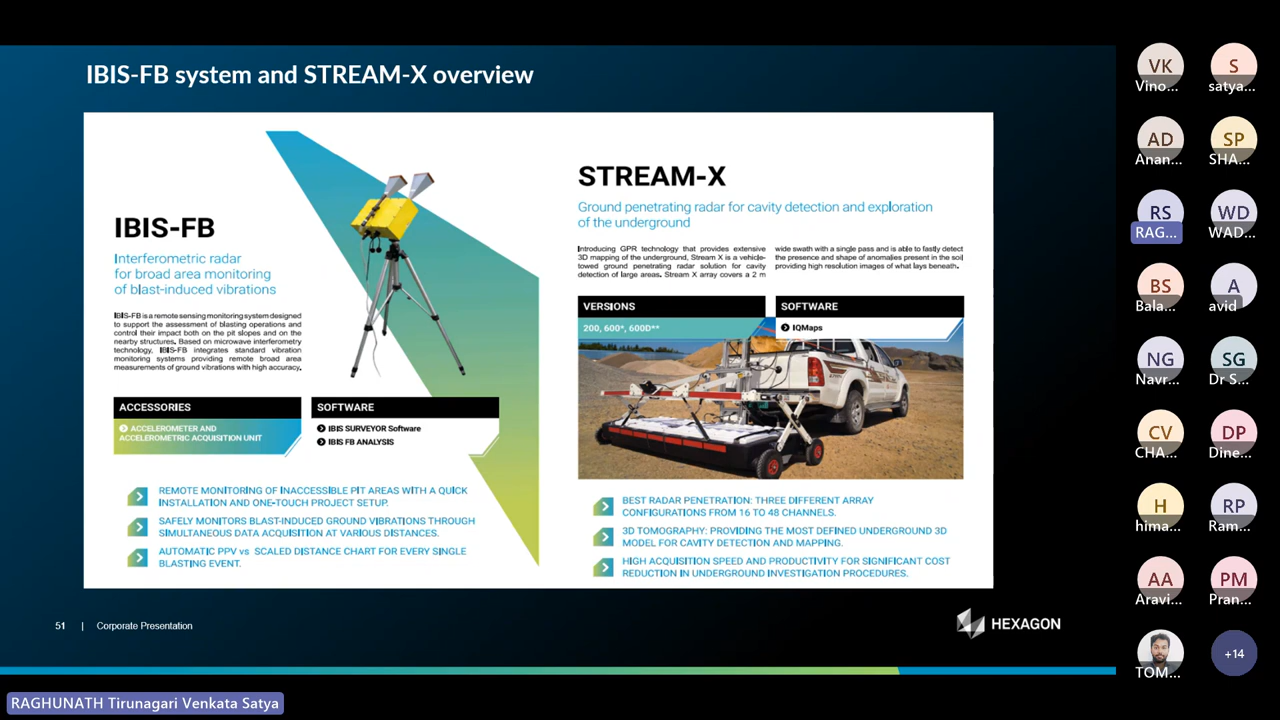 IBIS-FB system and STREAM-X overview
IBIS-FB
Interferometric radar
for broad area monitoring
of blast-induced vibrations
IBIS-FB is a remote sensing monitoring system designed
to support the assessment of blasting operations and
control their impact both on the pit slopes and on the
nearby structures. Based on microwave interferometry
technology, IBIS-FB integrates standard vibration
monitoring systems providing remote broad area
measurements of ground vibrations with high accuracy.
ACCESSORIES
ACCELEROMETER AND
ACCELEROMETRIC ACQUISITION UNIT
SOFTWARE
IBIS SURVEYOR Software
IBIS FB ANALYSIS
REMOTE MONITORING OF INACCESSIBLE PIT AREAS WITH A QUICK
INSTALLATION AND ONE-TOUCH PROJECT SETUP.
SAFELY MONITORS BLAST-INDUCED GROUND VIBRATIONS THROUGH
SIMULTANEOUS DATA ACQUISITION AT VARIOUS DISTANCES.
AUTOMATIC PPV vs SCALED DISTANCE CHART FOR EVERY SINGLE
BLASTING EVENT.
STREAM-X
Ground penetrating radar for cavity detection and exploration
of the underground
Introducing GPR technology that provides extensive
3D mapping of the underground, Stream X is a vehicle-
towed ground penetrating radar solution for cavity
detection of large areas. Stream X array covers a 2 m
wide swath with a single pass and is able to fastly detect
the presence and shape of anomalies present in the soil
providing high resolution images of what lays beneath.
VERSIONS
200, 600*, 600D**
SOFTWARE
IQMaps
BEST RADAR PENETRATION: THREE DIFFERENT ARRAY
CONFIGURATIONS FROM 16 TO 48 CHANNELS.
3D TOMOGRAPHY: PROVIDING THE MOST DEFINED UNDERGROUND 3D
MODEL FOR CAVITY DETECTION AND MAPPING.
HIGH ACQUISITION SPEED AND PRODUCTIVITY FOR SIGNIFICANT COST
REDUCTION IN UNDERGROUND INVESTIGATION PROCEDURES.
51 | Corporate Presentation
HEXAGON
VK
Vino...
S
satya...
AD
Anan...
SP
SHA...
RS
RAG...
WD
WAD...
BS
Bala...
A
avid
NG
Navr...
SG
Dr S...
CV
CHA...
DP
Dine...
H
hima...
RP
Ram...
AA
Aravi...
PM
Pran...
TOM...
+14
RAGHUNATH Tirunagari Venkata Satya